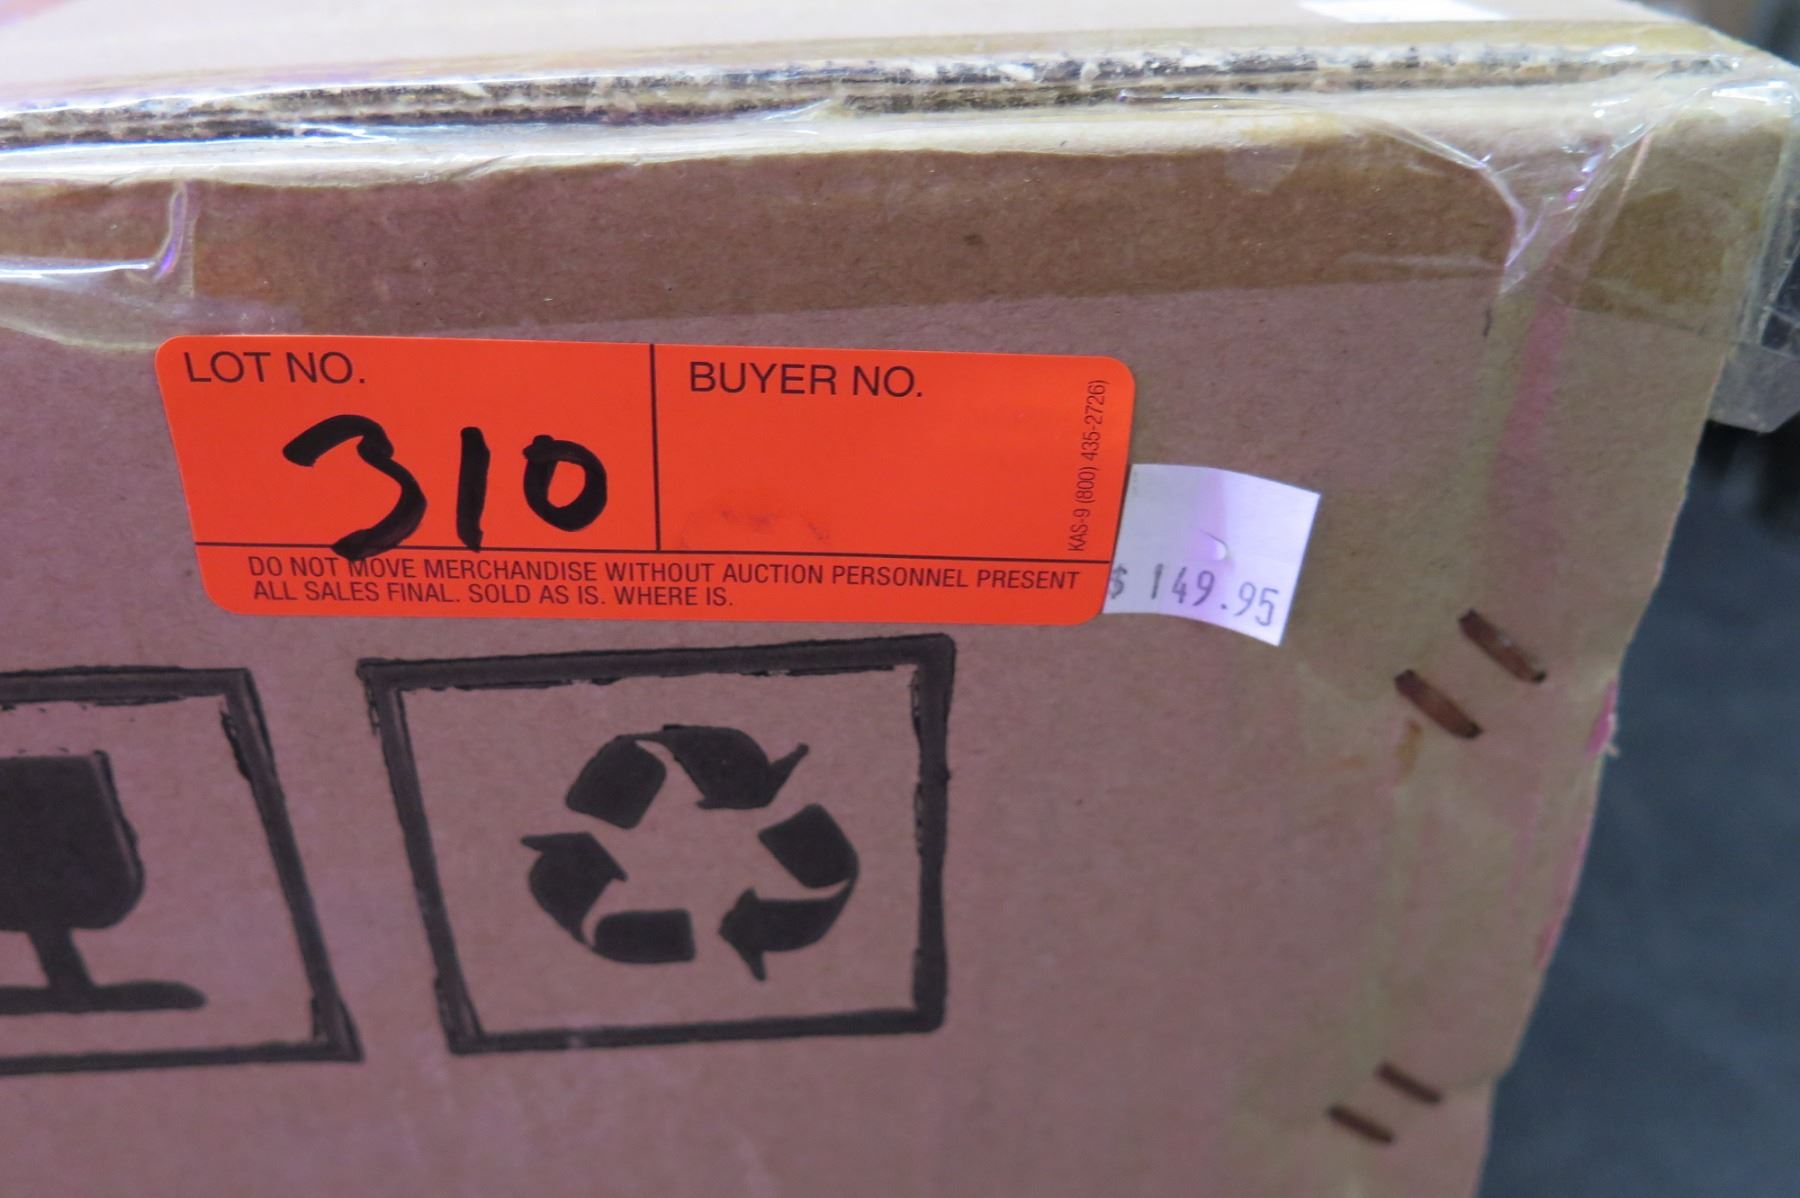 LOT NO.
310
BUYER NO.
KAS-9 (800) 435-2726)
DO NOT MOVE MERCHANDISE WITHOUT AUCTION PERSONNEL PRESENT
ALL SALES FINAL. SOLD AS IS. WHERE IS.
$ 149.95